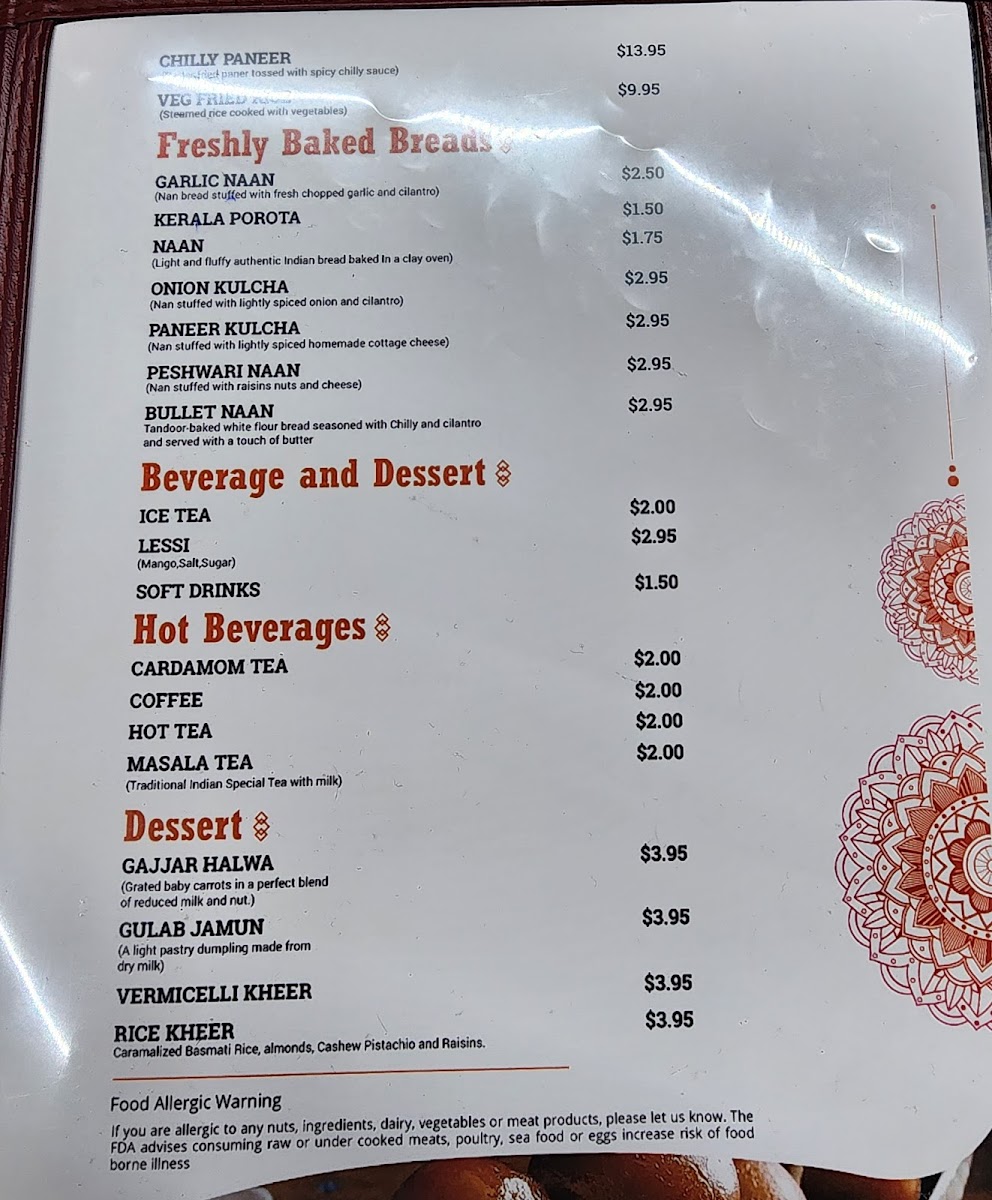 CHILLY PANEER $13.95
fried paner tossed with spicy chilly sauce)
VEG FRIED RICE $9.95
(Steamed rice cooked with vegetables)
Freshly Baked Breads
GARLIC NAAN $2.50
(Nan bread stuffed with fresh chopped garlic and cilantro)
KERALA POROTA $1.50
NAAN $1.75
(Light and fluffy authentic Indian bread baked In a clay oven)
ONION KULCHA $2.95
(Nan stuffed with lightly spiced onion and cilantro)
PANEER KULCHA $2.95
(Nan stuffed with lightly spiced homemade cottage cheese)
PESHWARI NAAN $2.95
(Nan stuffed with raisins nuts and cheese)
BULLET NAAN $2.95
Tandoor-baked white flour bread seasoned with Chilly and cilantro
and served with a touch of butter
Beverage and Dessert
ICE TEA $2.00
LESSI $2.95
(Mango,Salt,Sugar)
SOFT DRINKS $1.50
Hot Beverages
CARDAMOM TEA $2.00
COFFEE $2.00
HOT TEA $2.00
MASALA TEA $2.00
(Traditional Indian Special Tea with milk)
Dessert
GAJJAR HALWA $3.95
(Grated baby carrots in a perfect blend
of reduced milk and nut.)
GULAB JAMUN $3.95
(A light pastry dumpling made from
dry milk)
VERMICELLI KHEER $3.95
RICE KHEER $3.95
Caramalized Basmati Rice, almonds, Cashew Pistachio and Raisins.
Food Allergic Warning
If you are allergic to any nuts, ingredients, dairy, vegetables or meat products, please let us know. The
FDA advises consuming raw or under cooked meats, poultry, sea food or eggs increase risk of food
borne illness